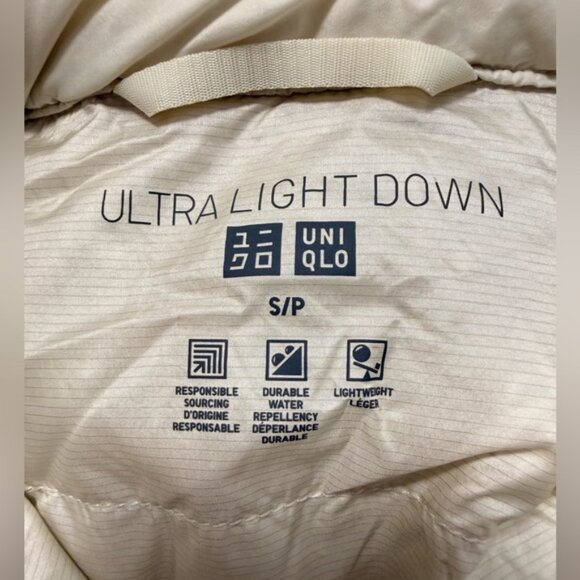 ULTRA LIGHT DOWN
ユニ UNI
クロ QLO
S/P
RESPONSIBLE
SOURCING
D'ORIGINE
RESPONSABLE
DURABLE
WATER
REPELLENCY
DÉPERLANCE
DURABLE
LIGHTWEIGHT
LÉGER